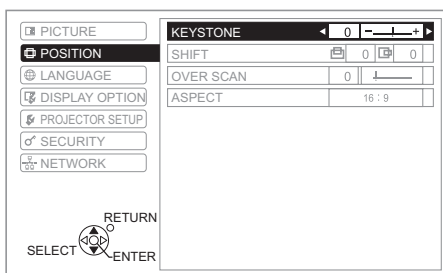 PICTURE
POSITION
LANGUAGE
DISPLAY OPTION
PROJECTOR SETUP
SECURITY
NETWORK
KEYSTONE 0 - +
SHIFT 0 0
OVER SCAN 0
ASPECT 16:9
RETURN
SELECT
ENTER